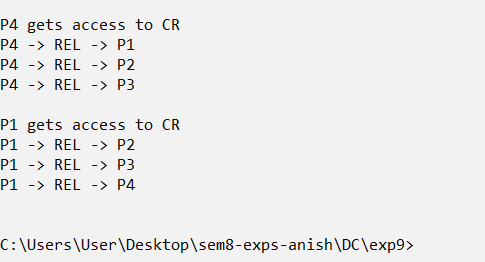 P4 gets access to CR
P4 -> REL -> P1
P4 -> REL -> P2
P4 -> REL -> P3
P1 gets access to CR
P1 -> REL -> P2
P1 -> REL -> P3
P1 -> REL -> P4
C:\Users\User\Desktop\sem8-exps-anish\DC\exp9>